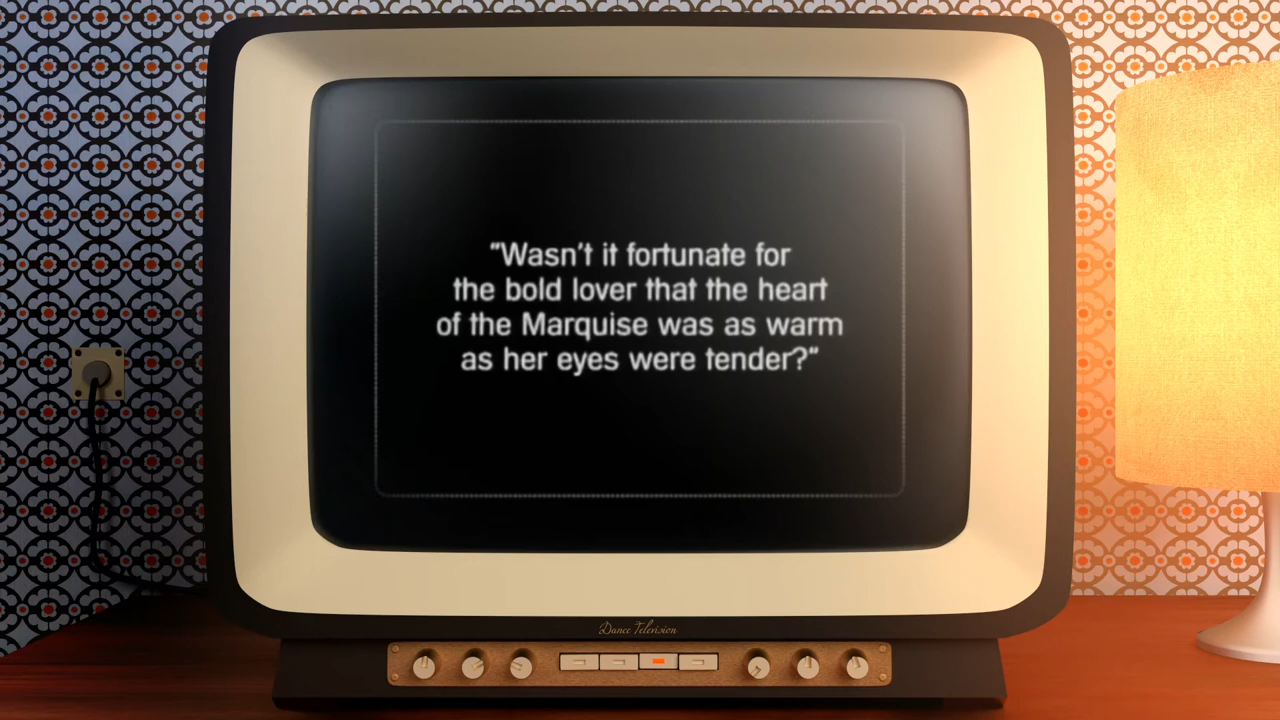 "Wasn't it fortunate for
the bold lover that the heart
of the Marquise was as warm
as her eyes were tender?"
Dance Television